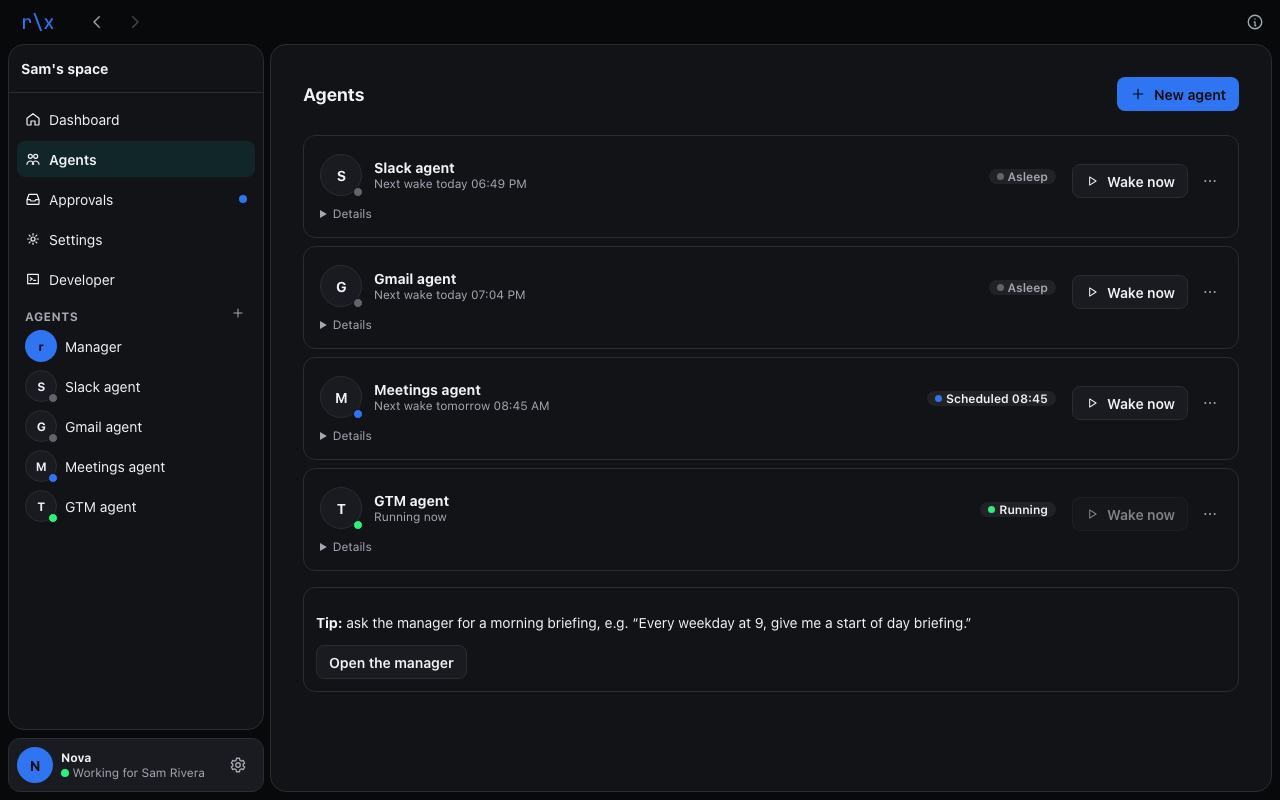 r\x
Sam's space
Dashboard
Agents
Approvals
Settings
Developer
AGENTS
r Manager
S Slack agent
G Gmail agent
M Meetings agent
T GTM agent
N Nova
Working for Sam Rivera
Agents
New agent
S Slack agent
Next wake today 06:49 PM
Asleep
Wake now
Details
G Gmail agent
Next wake today 07:04 PM
Asleep
Wake now
Details
M Meetings agent
Next wake tomorrow 08:45 AM
Scheduled 08:45
Wake now
Details
T GTM agent
Running now
Running
Wake now
Details
Tip: ask the manager for a morning briefing, e.g. “Every weekday at 9, give me a start of day briefing.”
Open the manager